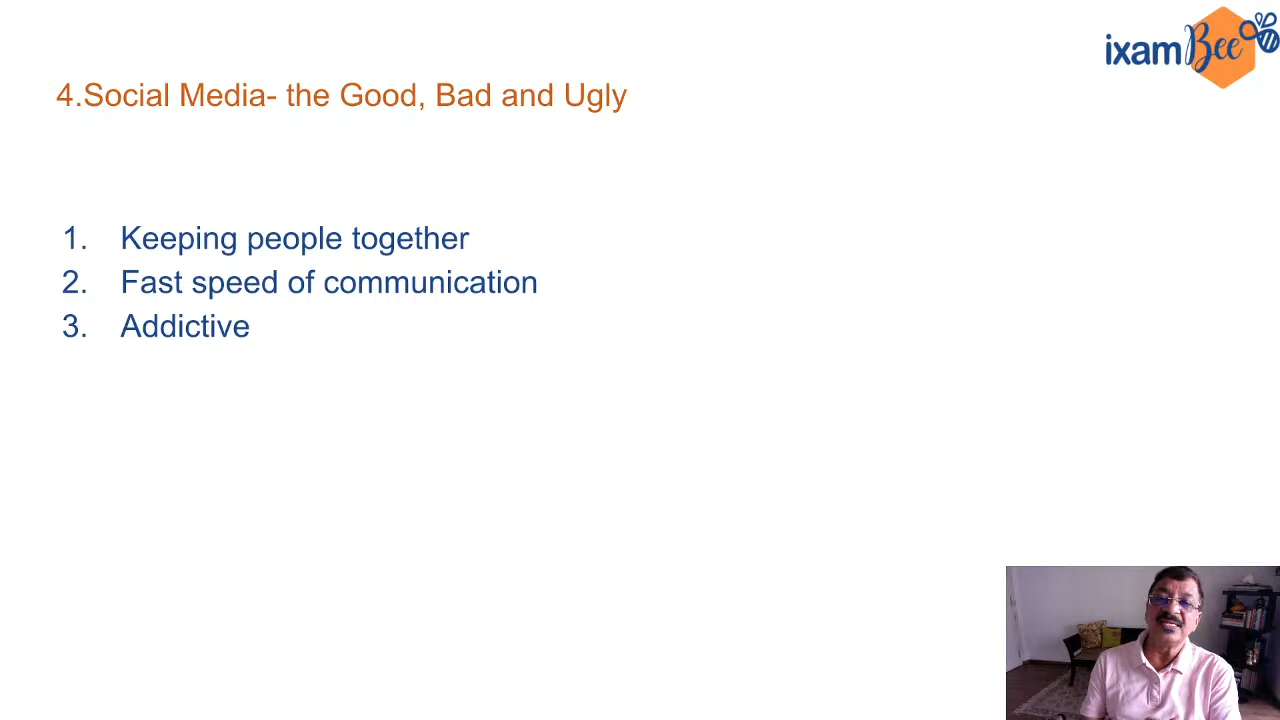 ixamBee
4.Social Media- the Good, Bad and Ugly
1. Keeping people together
2. Fast speed of communication
3. Addictive